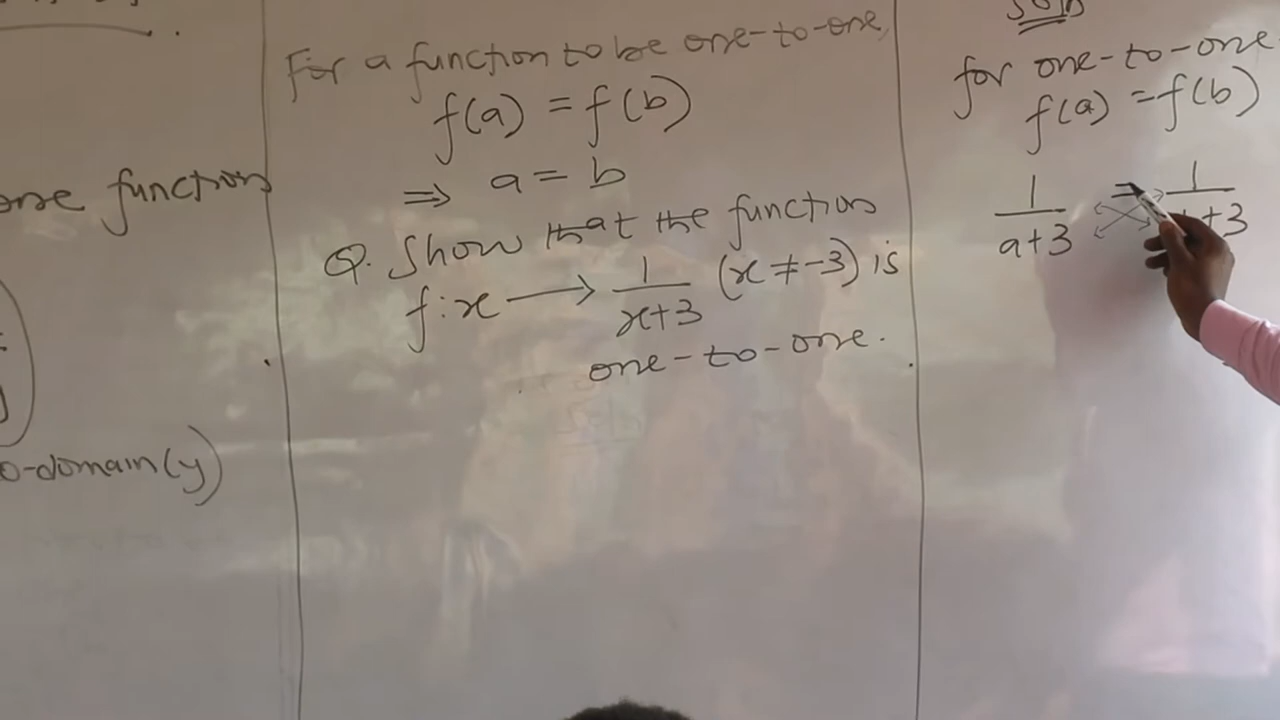 function
o-domain(y)
For a function to be one-to-one,
f(a) = f(b)
⇒ a = b
Q. Show that the function
f:x ⟶ 1/(x+3) (x ≠ -3) is
one-to-one.
Soln
for one-to-one
f(a) = f(b)
1/(a+3) = 1/ +3